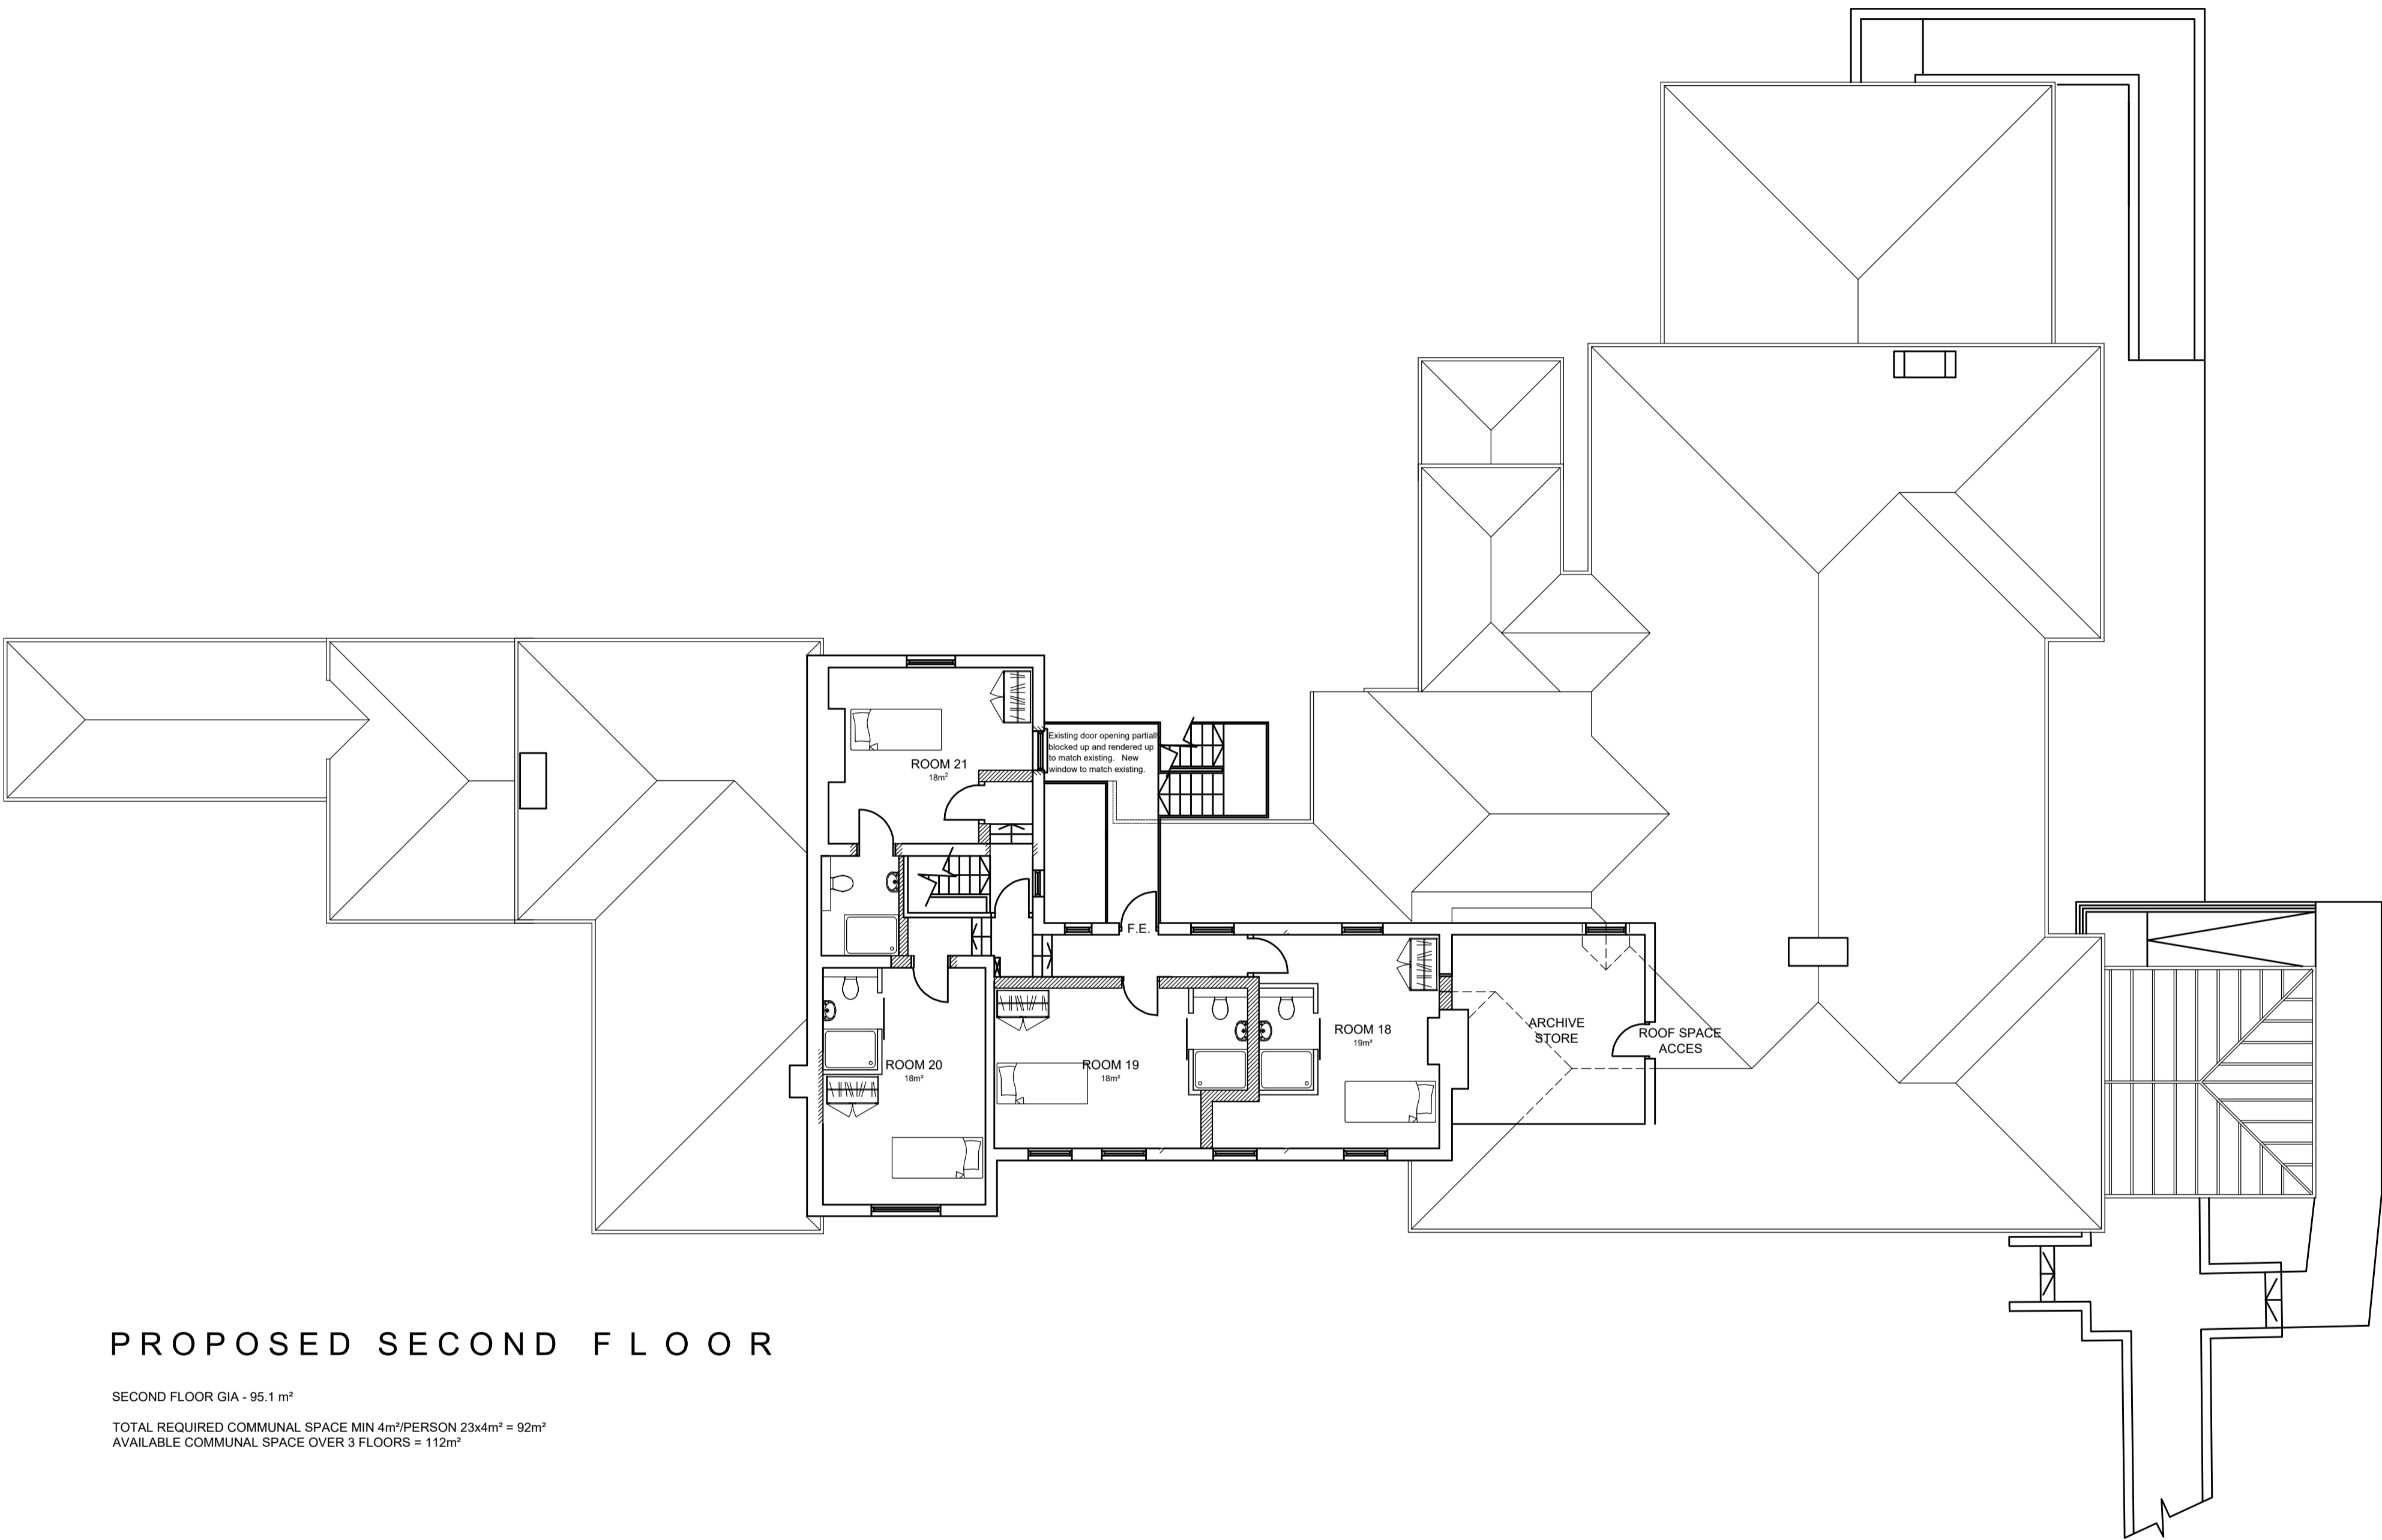 Existing door opening partiall
blocked up and rendered up
to match existing.   New
window to match existing.
ROOM 21
18m²
F.E.
ROOM 18
19m²
ARCHIVE
STORE
ROOF SPACE
ACCES
ROOM 20
18m²
ROOM 19
18m²
PROPOSED SECOND FLOOR
SECOND FLOOR GIA - 95.1 m²
TOTAL REQUIRED COMMUNAL SPACE MIN 4m²/PERSON 23x4m² = 92m²
AVAILABLE COMMUNAL SPACE OVER 3 FLOORS = 112m²